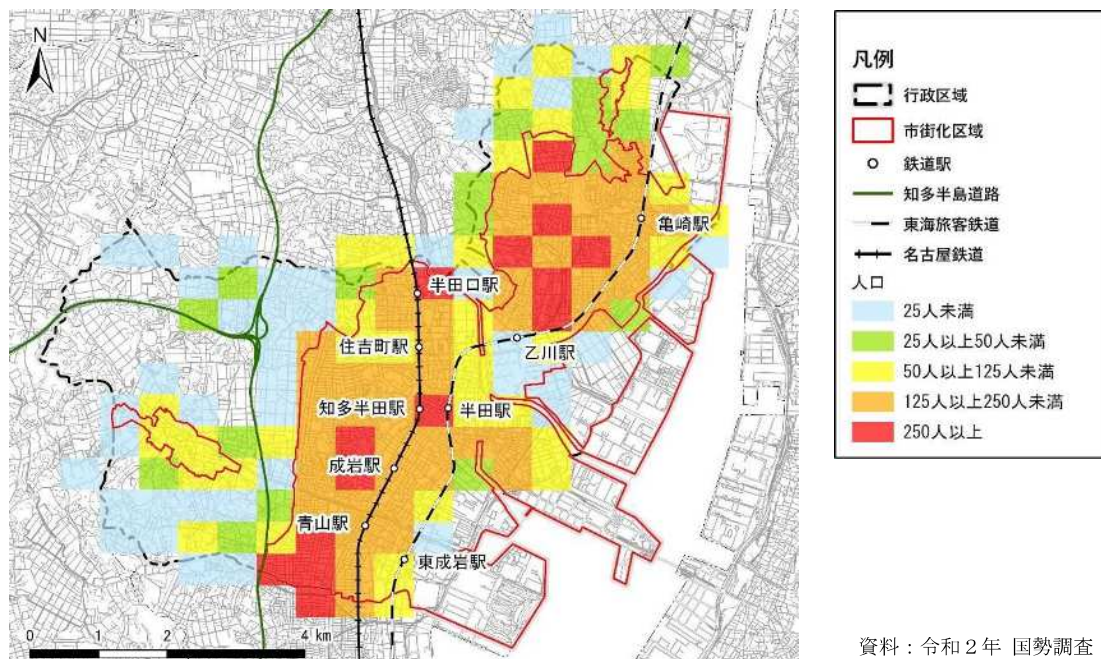 N
亀崎駅
半田口駅
乙川駅
住吉町駅
知多半田駅
半田駅
成岩駅
青山駅
東成岩駅
0 1 2 4 km
凡例
行政区域
市街化区域
鉄道駅
知多半島道路
東海旅客鉄道
名古屋鉄道
人口
25人未満
25人以上50人未満
50人以上125人未満
125人以上250人未満
250人以上
資料：令和２年 国勢調査